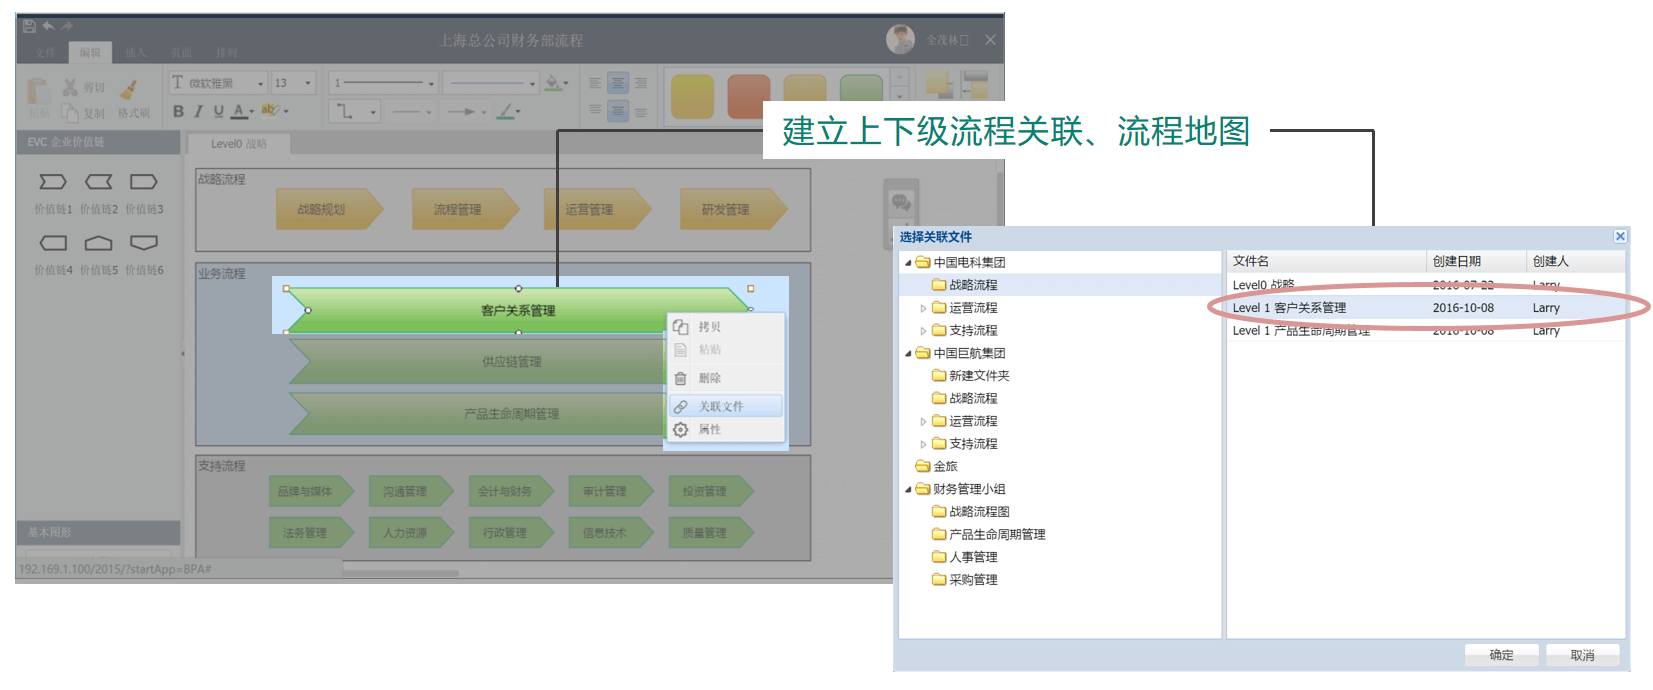 上海总公司财务部流程
文件 编辑 插入 页面 排列
剪切
粘贴 复制 格式刷
微软雅黑 13 1
B I U A ab
建立上下级流程关联、流程地图
EVC 企业价值链
价值链1 价值链2 价值链3
价值链4 价值链5 价值链6
基本图形
192.169.1.100/2015/?startApp=BPA#
Level0 战略
战略流程
战略规划 流程管理 运营管理 研发管理
业务流程
客户关系管理
供应链管理
产品生命周期管理
拷贝
粘贴
删除
关联文件
属性
支持流程
品牌与媒体 沟通管理 会计与财务 审计管理 投资管理
法务管理 人力资源 行政管理 信息技术 质量管理
选择关联文件
中国电科集团
战略流程
运营流程
支持流程
中国巨航集团
新建文件夹
战略流程
运营流程
支持流程
金旅
财务管理小组
战略流程图
产品生命周期管理
人事管理
采购管理
文件名 创建日期 创建人
Level0 战略 2016-07-22 Larry
Level 1 客户关系管理 2016-10-08 Larry
Level 1 产品生命周期管理 2016-10-08 Larry
确定 取消